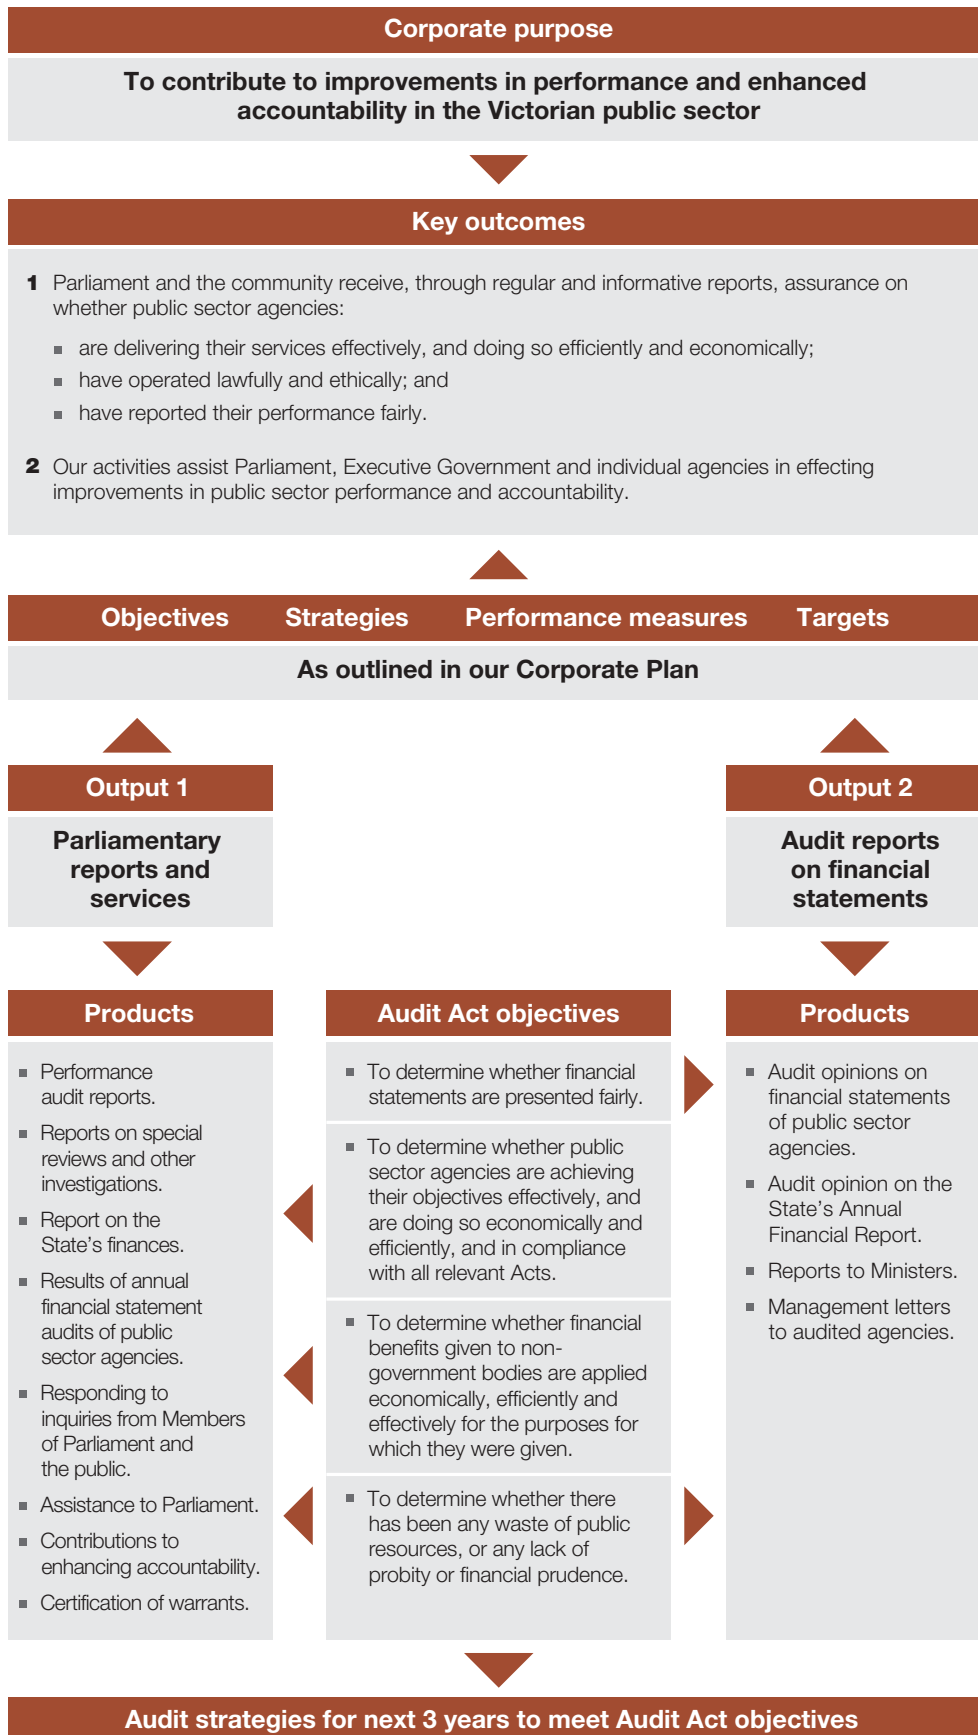 Corporate purpose
To contribute to improvements in performance and enhanced
accountability in the Victorian public sector
Key outcomes
1 Parliament and the community receive, through regular and informative reports, assurance on
whether public sector agencies:
■ are delivering their services effectively, and doing so efficiently and economically;
■ have operated lawfully and ethically; and
■ have reported their performance fairly.
2 Our activities assist Parliament, Executive Government and individual agencies in effecting
improvements in public sector performance and accountability.
Objectives Strategies Performance measures Targets
As outlined in our Corporate Plan
Output 1
Parliamentary
reports and
services
Output 2
Audit reports
on financial
statements
Products
■ Performance
audit reports.
■ Reports on special
reviews and other
investigations.
■ Report on the
State's finances.
■ Results of annual
financial statement
audits of public
sector agencies.
■ Responding to
inquiries from Members
of Parliament and
the public.
■ Assistance to Parliament.
■ Contributions to
enhancing accountability.
■ Certification of warrants.
Audit Act objectives
■ To determine whether financial
statements are presented fairly.
■ To determine whether public
sector agencies are achieving
their objectives effectively, and
are doing so economically and
efficiently, and in compliance
with all relevant Acts.
■ To determine whether financial
benefits given to non-
government bodies are applied
economically, efficiently and
effectively for the purposes for
which they were given.
■ To determine whether there
has been any waste of public
resources, or any lack of
probity or financial prudence.
Products
■ Audit opinions on
financial statements
of public sector
agencies.
■ Audit opinion on the
State's Annual
Financial Report.
■ Reports to Ministers.
■ Management letters
to audited agencies.
Audit strategies for next 3 years to meet Audit Act objectives